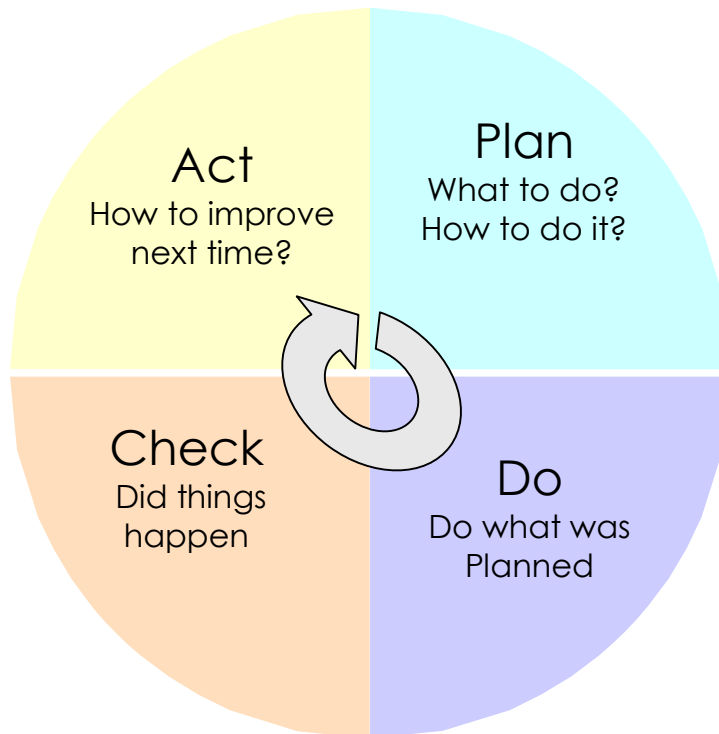 Act
How to improve
next time?
Plan
What to do?
How to do it?
Check
Did things
happen
Do
Do what was
Planned